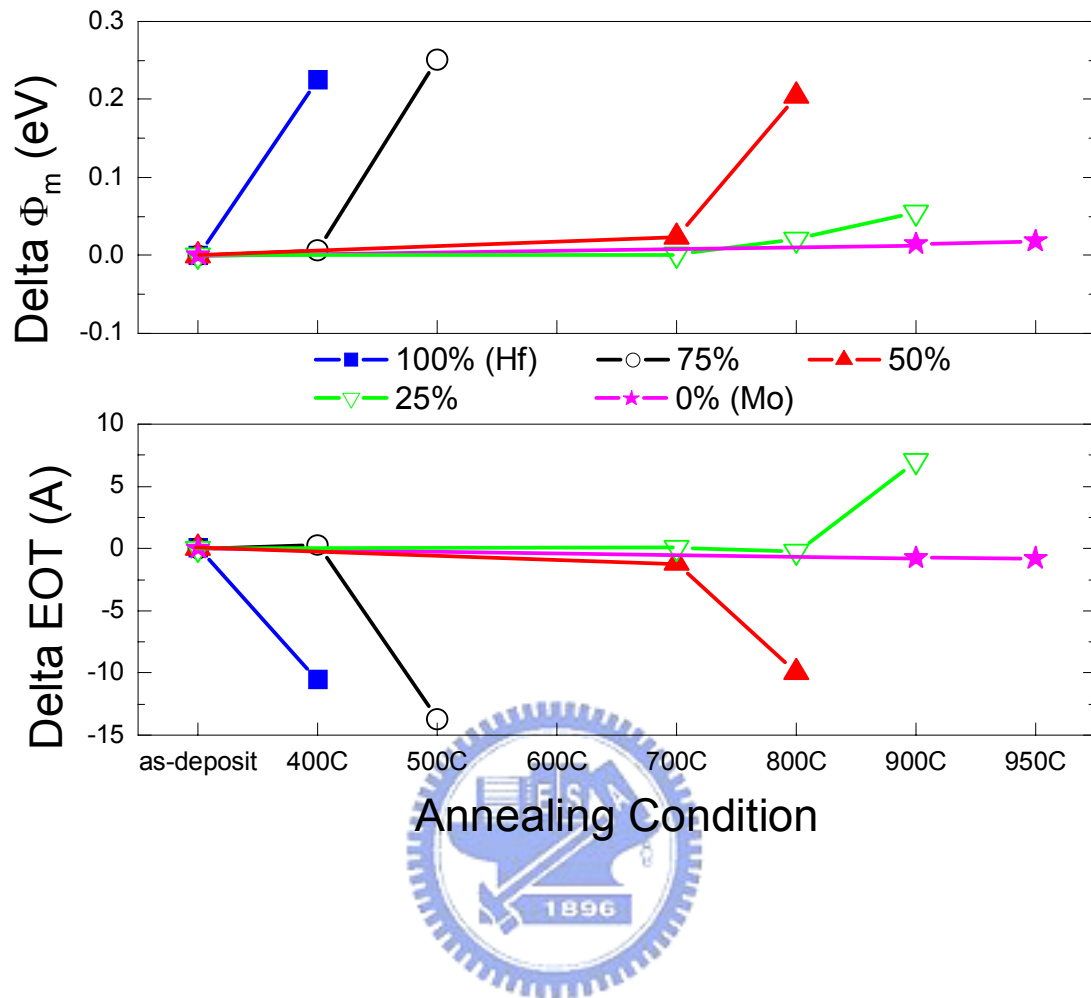 Delta Φm (eV)
0.3
0.2
0.1
0.0
-0.1
100% (Hf) 75% 50%
25% 0% (Mo)
Delta EOT (A)
10
5
0
-5
-10
-15
as-deposit 400C 500C 600C 700C 800C 900C 950C
Annealing Condition
E S A
1896